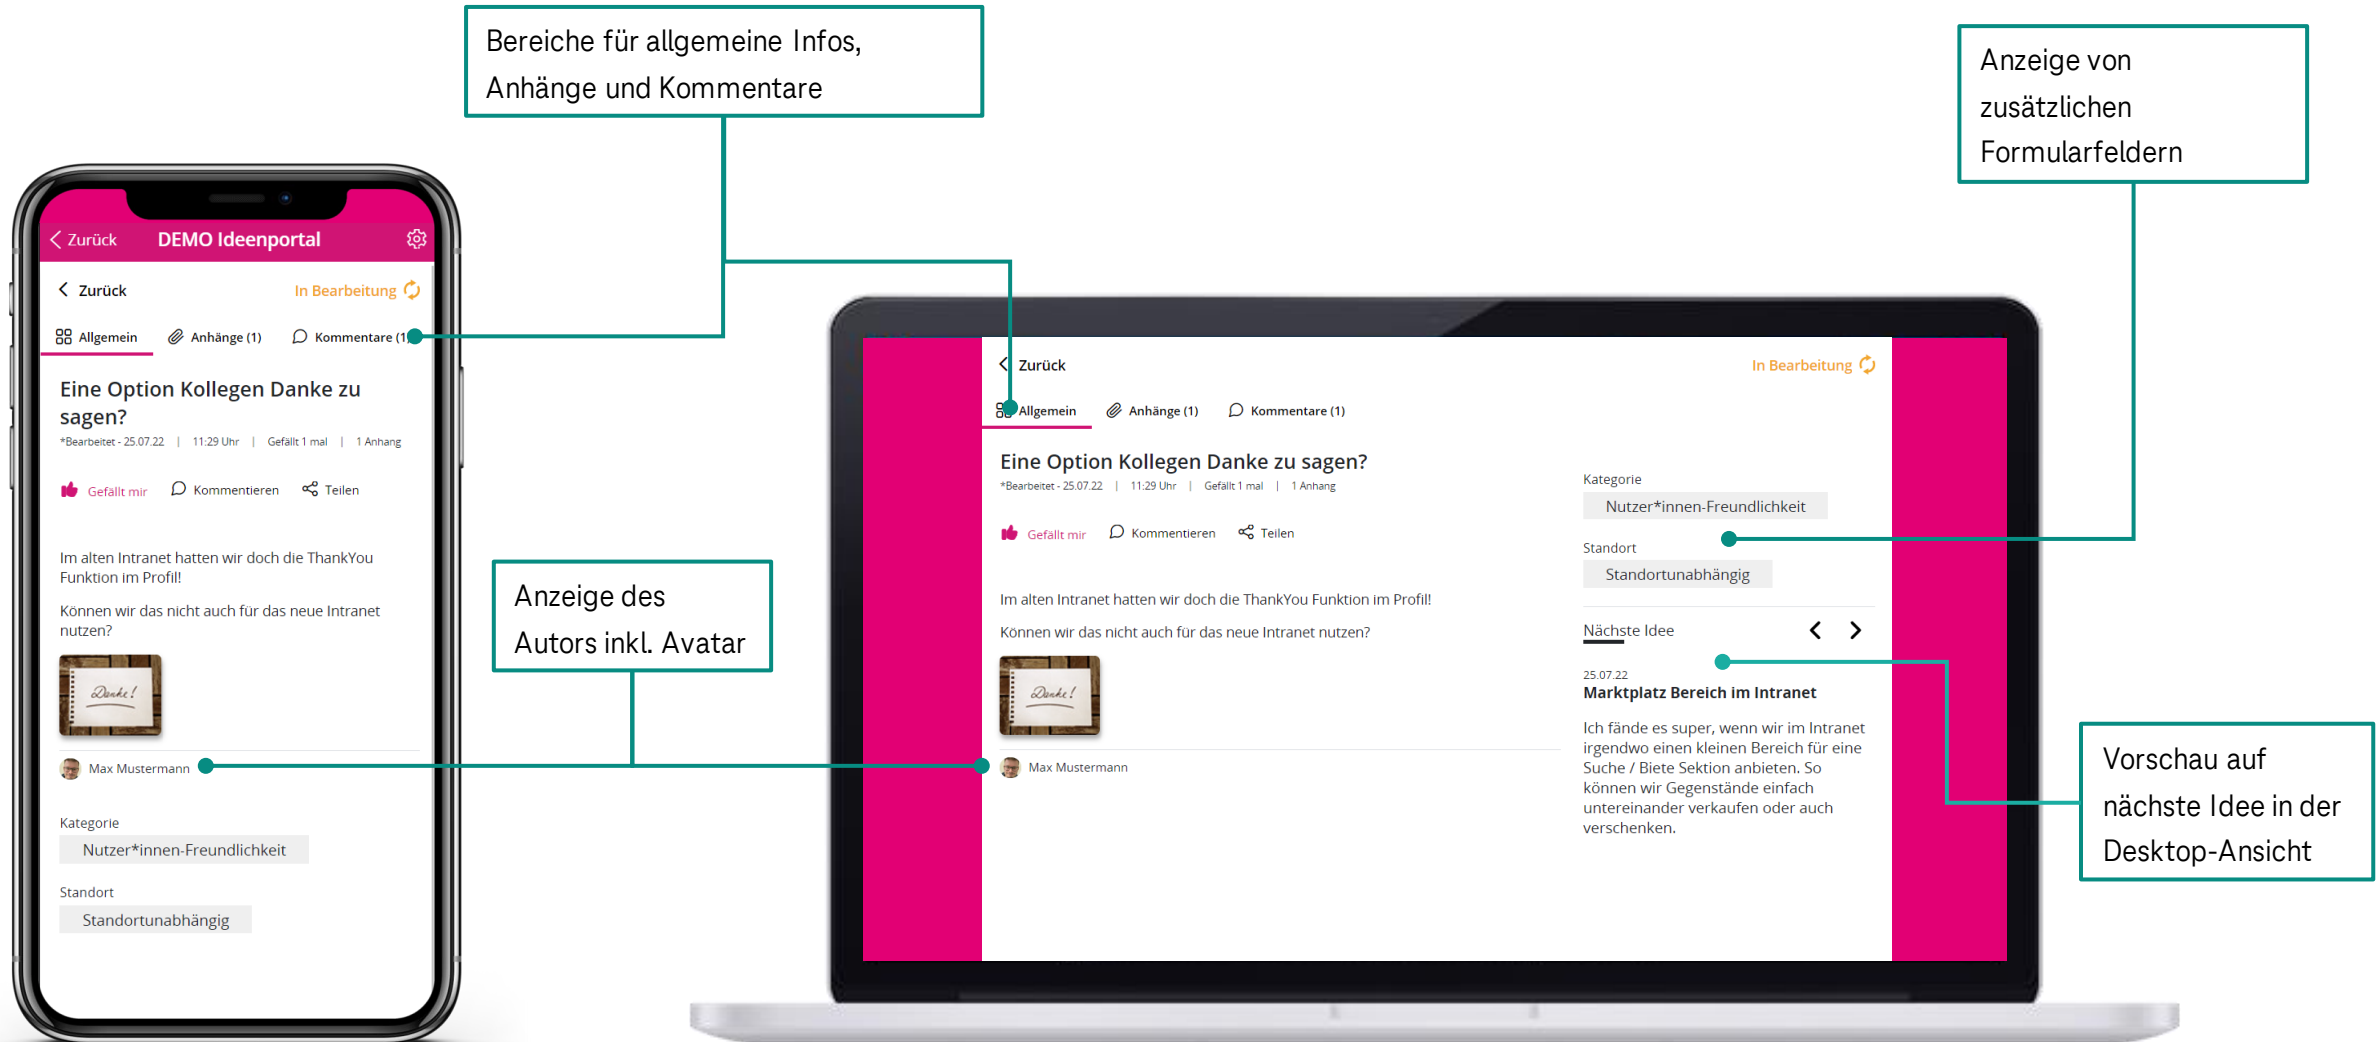 Bereiche für allgemeine Infos,
Anhänge und Kommentare
Anzeige von
zusätzlichen
Formularfeldern
Zurück
DEMO Ideenportal
Zurück
In Bearbeitung
Allgemein
Anhänge (1)
Kommentare (1)
Eine Option Kollegen Danke zu
sagen?
*Bearbeitet - 25.07.22 | 11:29 Uhr | Gefällt 1 mal | 1 Anhang
Gefällt mir
Kommentieren
Teilen
Im alten Intranet hatten wir doch die ThankYou
Funktion im Profil!
Können wir das nicht auch für das neue Intranet
nutzen?
Danke!
Max Mustermann
Kategorie
Nutzer*innen-Freundlichkeit
Standort
Standortunabhängig
Anzeige des
Autors inkl. Avatar
Zurück
In Bearbeitung
Allgemein
Anhänge (1)
Kommentare (1)
Eine Option Kollegen Danke zu sagen?
*Bearbeitet - 25.07.22 | 11:29 Uhr | Gefällt 1 mal | 1 Anhang
Gefällt mir
Kommentieren
Teilen
Im alten Intranet hatten wir doch die ThankYou Funktion im Profil!
Können wir das nicht auch für das neue Intranet nutzen?
Danke!
Max Mustermann
Kategorie
Nutzer*innen-Freundlichkeit
Standort
Standortunabhängig
Nächste Idee
25.07.22
Marktplatz Bereich im Intranet
Ich fände es super, wenn wir im Intranet
irgendwo einen kleinen Bereich für eine
Suche / Biete Sektion anbieten. So
können wir Gegenstände einfach
untereinander verkaufen oder auch
verschenken.
Vorschau auf
nächste Idee in der
Desktop-Ansicht